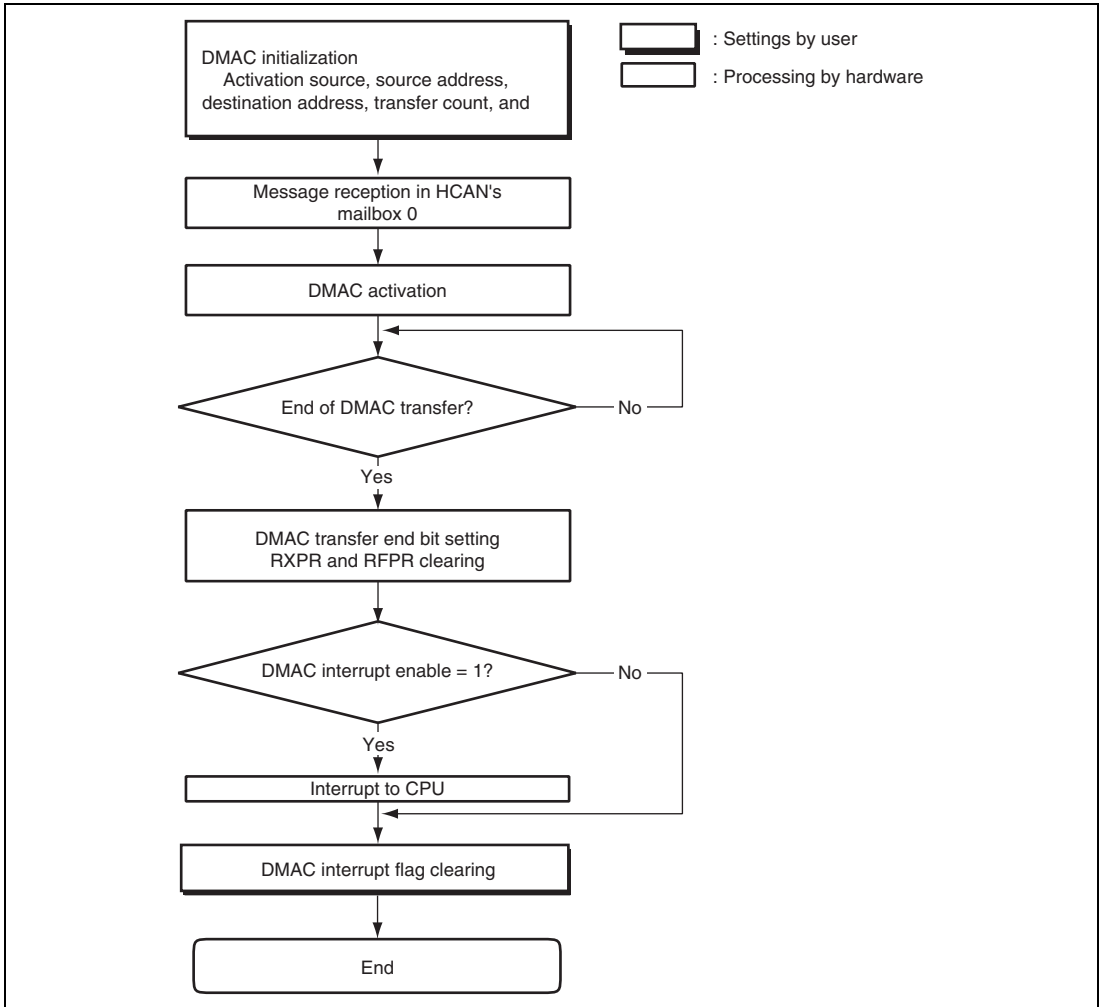 DMAC initialization
Activation source, source address,
destination address, transfer count, and
: Settings by user
: Processing by hardware
Message reception in HCAN's
mailbox 0
DMAC activation
End of DMAC transfer?
No
Yes
DMAC transfer end bit setting
RXPR and RFPR clearing
DMAC interrupt enable = 1?
No
Yes
Interrupt to CPU
DMAC interrupt flag clearing
End